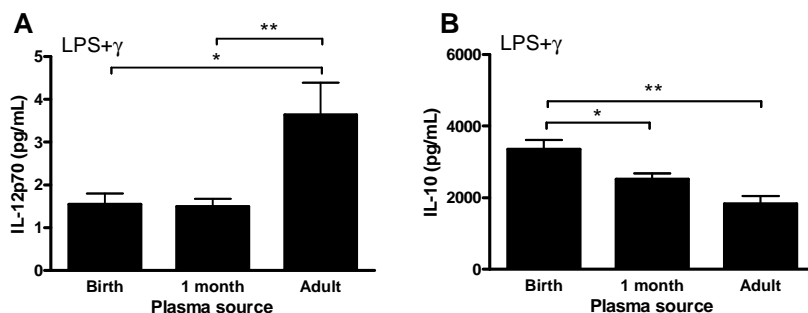 A
LPS+γ
**
*
5
4
3
2
1
0
IL-12p70 (pg/mL)
Birth
1 month
Adult
Plasma source
B
LPS+γ
**
*
6000
4000
2000
0
IL-10 (pg/mL)
Birth
1 month
Adult
Plasma source